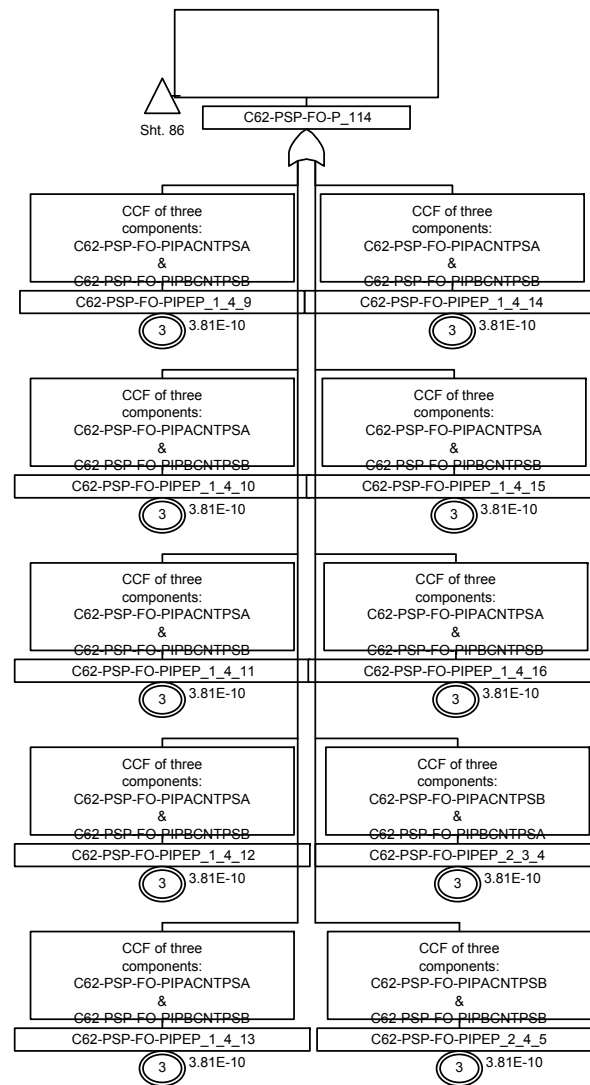 Sht. 86
C62-PSP-FO-P_114
CCF of three
components:
C62-PSP-FO-PIPACNTPSA
&
C62-PSP-FO-PIPBCNTPSB
C62-PSP-FO-PIPEP_1_4_9
3
3.81E-10
CCF of three
components:
C62-PSP-FO-PIPACNTPSA
&
C62-PSP-FO-PIPBCNTPSB
C62-PSP-FO-PIPEP_1_4_14
3
3.81E-10
CCF of three
components:
C62-PSP-FO-PIPACNTPSA
&
C62-PSP-FO-PIPBCNTPSB
C62-PSP-FO-PIPEP_1_4_10
3
3.81E-10
CCF of three
components:
C62-PSP-FO-PIPACNTPSA
&
C62-PSP-FO-PIPBCNTPSB
C62-PSP-FO-PIPEP_1_4_15
3
3.81E-10
CCF of three
components:
C62-PSP-FO-PIPACNTPSA
&
C62-PSP-FO-PIPBCNTPSB
C62-PSP-FO-PIPEP_1_4_11
3
3.81E-10
CCF of three
components:
C62-PSP-FO-PIPACNTPSA
&
C62-PSP-FO-PIPBCNTPSB
C62-PSP-FO-PIPEP_1_4_16
3
3.81E-10
CCF of three
components:
C62-PSP-FO-PIPACNTPSA
&
C62-PSP-FO-PIPBCNTPSB
C62-PSP-FO-PIPEP_1_4_12
3
3.81E-10
CCF of three
components:
C62-PSP-FO-PIPACNTPSB
&
C62-PSP-FO-PIPBCNTPSA
C62-PSP-FO-PIPEP_2_3_4
3
3.81E-10
CCF of three
components:
C62-PSP-FO-PIPACNTPSA
&
C62-PSP-FO-PIPBCNTPSB
C62-PSP-FO-PIPEP_1_4_13
3
3.81E-10
CCF of three
components:
C62-PSP-FO-PIPACNTPSB
&
C62-PSP-FO-PIPBCNTPSB
C62-PSP-FO-PIPEP_2_4_5
3
3.81E-10